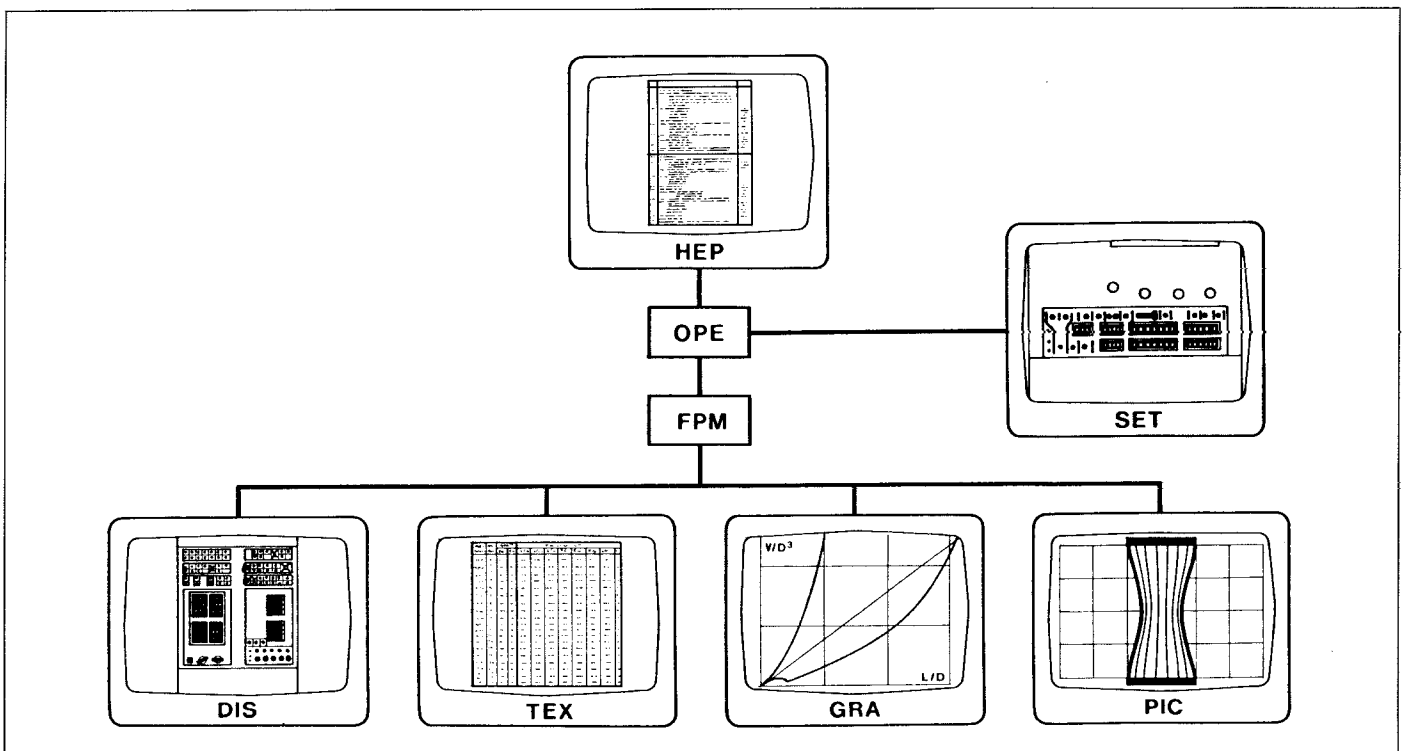 HEP
OPE
SET
FPM
DIS
TEX
V/D³
L/D
GRA
PIC